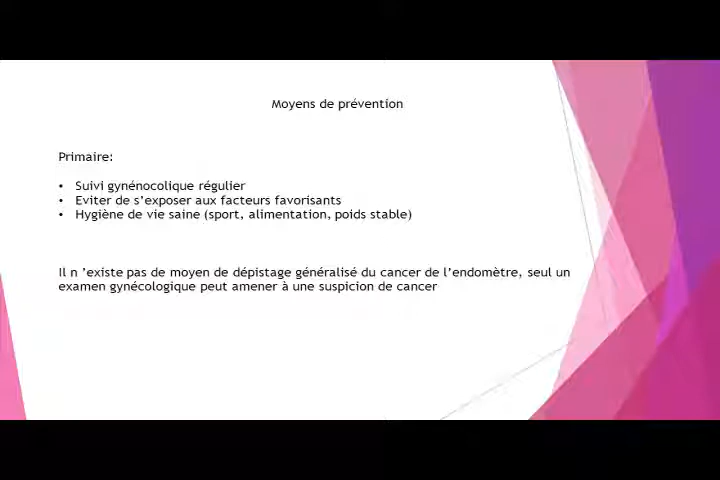 Moyens de prévention
Primaire:
• Suivi gynénocolique régulier
• Eviter de s’exposer aux facteurs favorisants
• Hygiène de vie saine (sport, alimentation, poids stable)
Il n ’existe pas de moyen de dépistage généralisé du cancer de l’endomètre, seul un
examen gynécologique peut amener à une suspicion de cancer